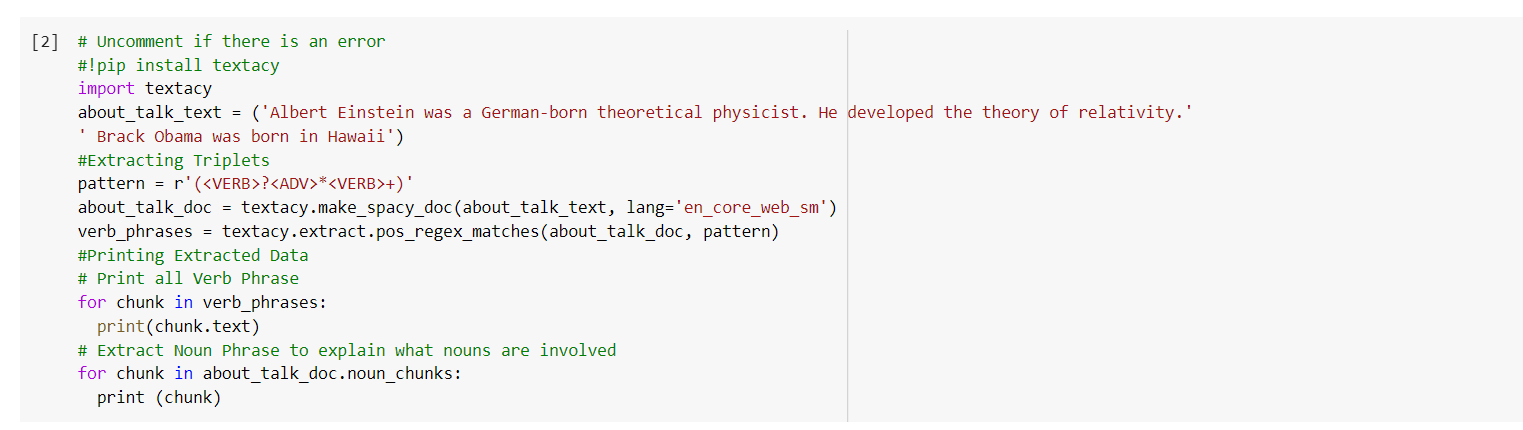 [2] # Uncomment if there is an error
#!pip install textacy
import textacy
about_talk_text = ('Albert Einstein was a German-born theoretical physicist. He developed the theory of relativity.'
' Brack Obama was born in Hawaii')
#Extracting Triplets
pattern = r'(<VERB>?<ADV>*<VERB>+)'
about_talk_doc = textacy.make_spacy_doc(about_talk_text, lang='en_core_web_sm')
verb_phrases = textacy.extract.pos_regex_matches(about_talk_doc, pattern)
#Printing Extracted Data
# Print all Verb Phrase
for chunk in verb_phrases:
  print(chunk.text)
# Extract Noun Phrase to explain what nouns are involved
for chunk in about_talk_doc.noun_chunks:
  print (chunk)